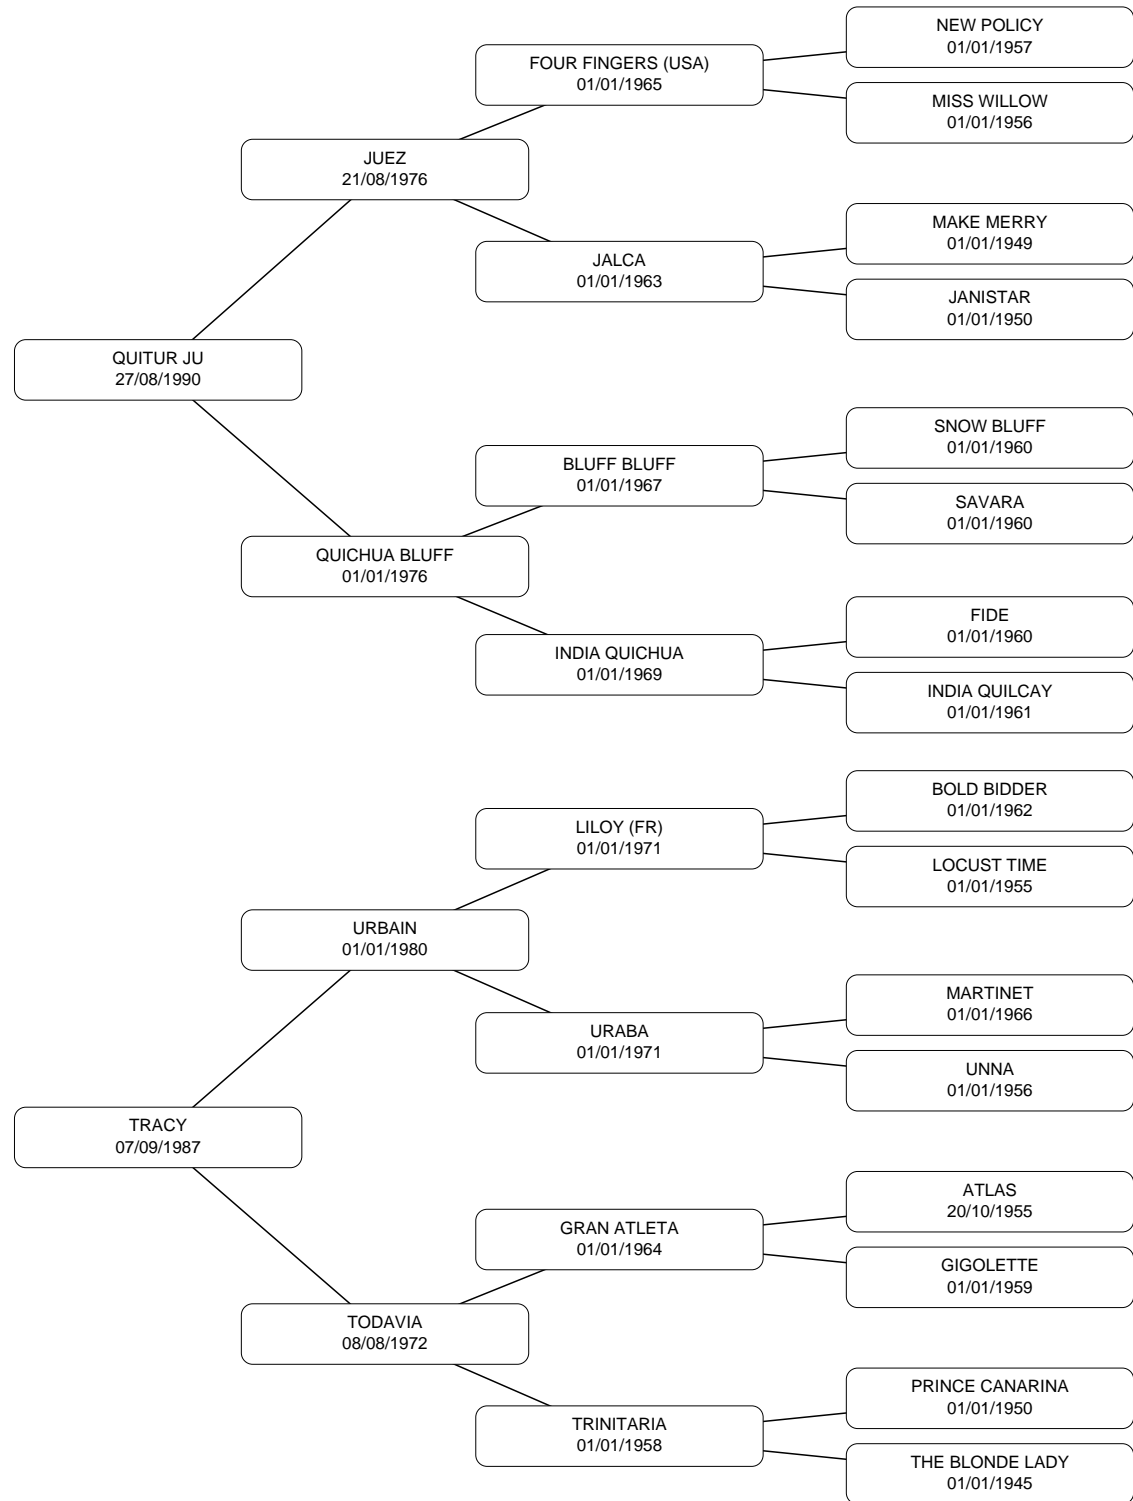 NEW POLICY
01/01/1957
FOUR FINGERS (USA)
01/01/1965
MISS WILLOW
01/01/1956
JUEZ
21/08/1976
MAKE MERRY
01/01/1949
JALCA
01/01/1963
JANISTAR
01/01/1950
QUITUR JU
27/08/1990
SNOW BLUFF
01/01/1960
BLUFF BLUFF
01/01/1967
SAVARA
01/01/1960
QUICHUA BLUFF
01/01/1976
FIDE
01/01/1960
INDIA QUICHUA
01/01/1969
INDIA QUILCAY
01/01/1961
BOLD BIDDER
01/01/1962
LILOY (FR)
01/01/1971
LOCUST TIME
01/01/1955
URBAIN
01/01/1980
MARTINET
01/01/1966
URABA
01/01/1971
UNNA
01/01/1956
TRACY
07/09/1987
ATLAS
20/10/1955
GRAN ATLETA
01/01/1964
GIGOLETTE
01/01/1959
TODAVIA
08/08/1972
PRINCE CANARINA
01/01/1950
TRINITARIA
01/01/1958
THE BLONDE LADY
01/01/1945